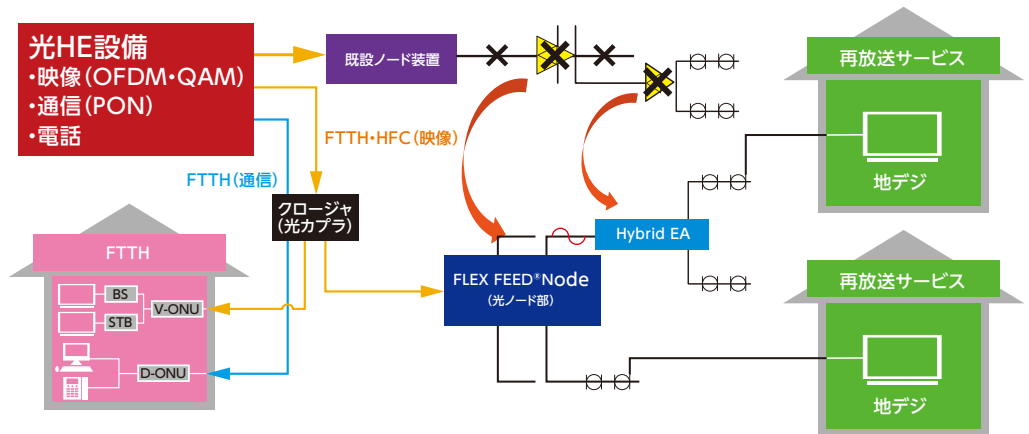 光HE設備
・映像(OFDM・QAM)
・通信(PON)
・電話
既設ノード装置
FTTH・HFC(映像)
FTTH(通信)
クロージャ
(光カプラ)
FTTH
BS
STB
V-ONU
D-ONU
FLEX FEED®Node
(光ノード部)
Hybrid EA
再放送サービス
地デジ
再放送サービス
地デジ